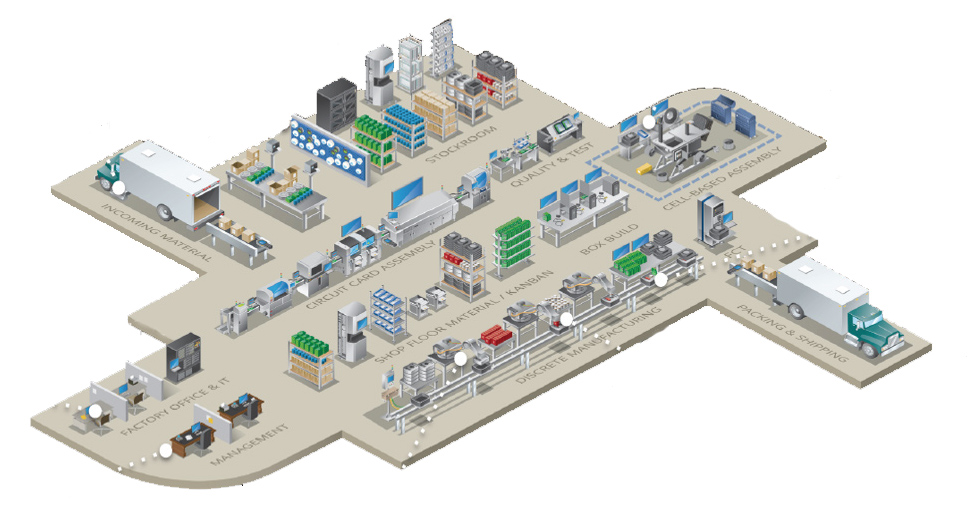 STOCKROOM
QUALITY & TEST
CELL-BASED ASSEMBLY
INCOMING MATERIAL
CIRCUIT CARD ASSEMBLY
BOX BUILD
SHOP FLOOR MATERIAL / KANBAN
DISCRETE MANUFACTURING
PACKING & SHIPPING
FACTORY OFFICE & IT
MANAGEMENT